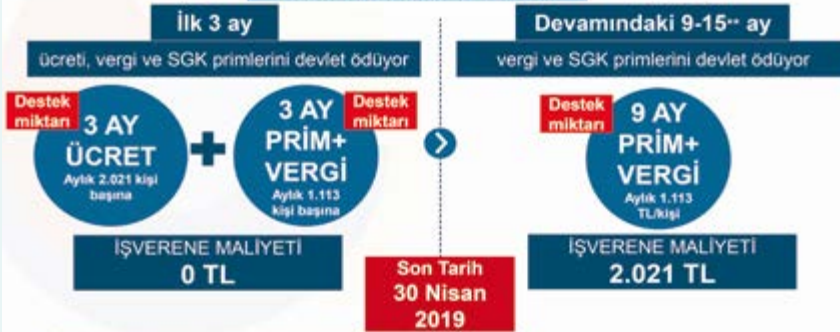 İlk 3 ay
ücreti, vergi ve SGK primlerini devlet ödüyor
Destek
miktarı
3 AY
ÜCRET
Aylık 2.021 kişi
başına
+
3 AY
PRİM+
VERGİ
Aylık 1.113
kişi başına
Destek
miktarı
İŞVERENE MALİYETİ
0 TL
Son Tarih
30 Nisan
2019
Devamındaki 9-15** ay
vergi ve SGK primlerini devlet ödüyor
Destek
miktarı
9 AY
PRİM+
VERGİ
Aylık 1.113
TL/kişi
İŞVERENE MALİYETİ
2.021 TL